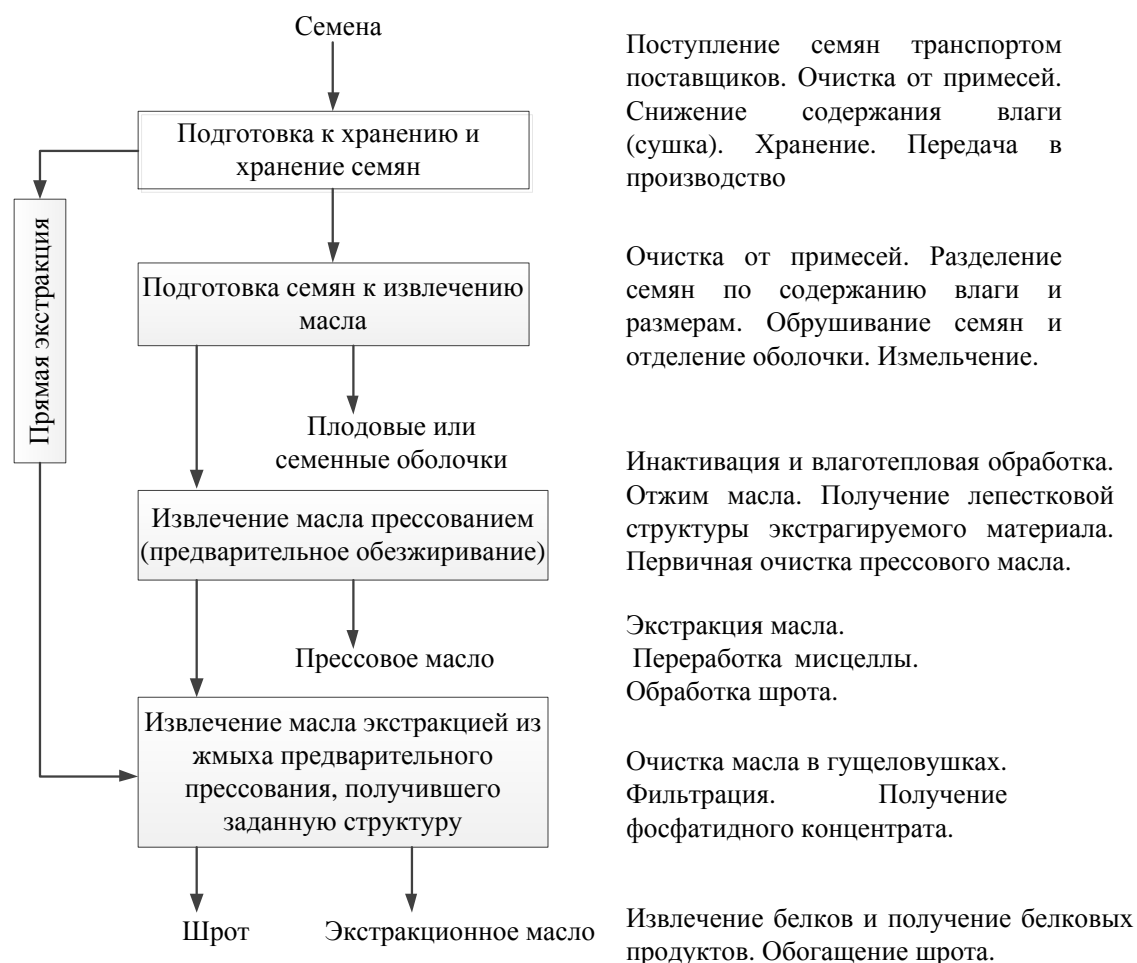 Семена
Поступление семян транспортом
поставщиков. Очистка от примесей.
Снижение содержания влаги
(сушка). Хранение. Передача в
производство
Подготовка к хранению и
хранение семян
Прямая экстракция
Подготовка семян к извлечению
масла
Очистка от примесей. Разделение
семян по содержанию влаги и
размерам. Обрушивание семян и
отделение оболочки. Измельчение.
Плодовые или
семенные оболочки
Извлечение масла прессованием
(предварительное обезжиривание)
Инактивация и влаготепловая обработка.
Отжим масла. Получение лепестковой
структуры экстрагируемого материала.
Первичная очистка прессового масла.
Прессовое масло
Экстракция масла.
Переработка мисцеллы.
Обработка шрота.
Извлечение масла экстракцией из
жмыха предварительного
прессования, получившего
заданную структуру
Очистка масла в гущеловушках.
Фильтрация. Получение
фосфатидного концентрата.
Шрот
Экстракционное масло
Извлечение белков и получение белковых
продуктов. Обогащение шрота.